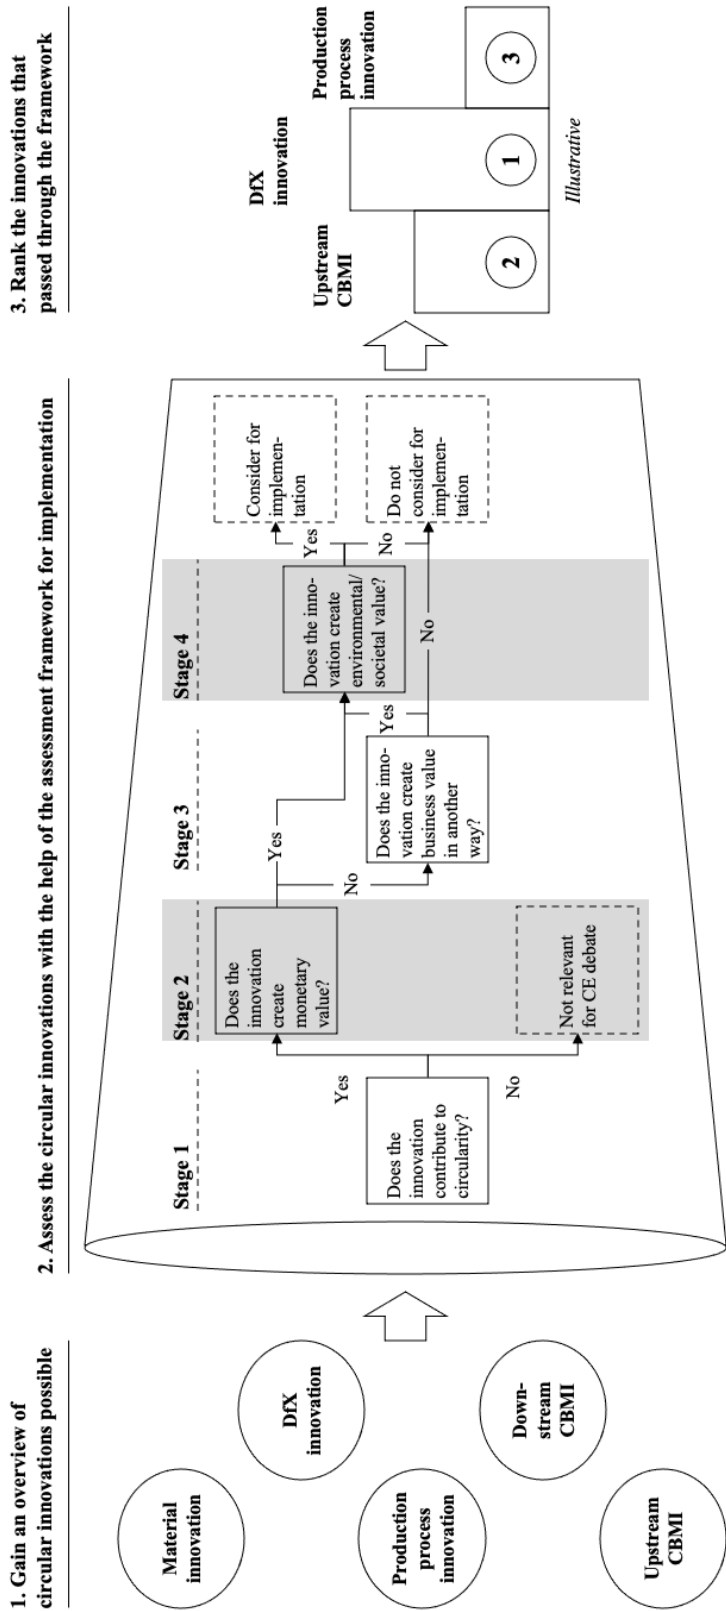 1. Gain an overview of
circular innovations possible
Material
innovation
DfX
innovation
Production
process
innovation
Down-
stream
CBMI
Upstream
CBMI
2. Assess the circular innovations with the help of the assessment framework for implementation
Stage 1
Does the
innovation
contribute to
circularity?
Yes
No
Stage 2
Does the
innovation
create
monetary
value?
Not relevant
for CE debate
Yes
No
Stage 3
Does the inno-
vation create
business value
in another
way?
Yes
No
Stage 4
Does the inno-
vation create
environmental/
societal value?
Yes
No
Consider for
implemen-
tation
Do not
consider for
implemen-
tation
3. Rank the innovations that
passed through the framework
Upstream
CBMI
DfX
innovation
Production
process
innovation
2
1
3
Illustrative